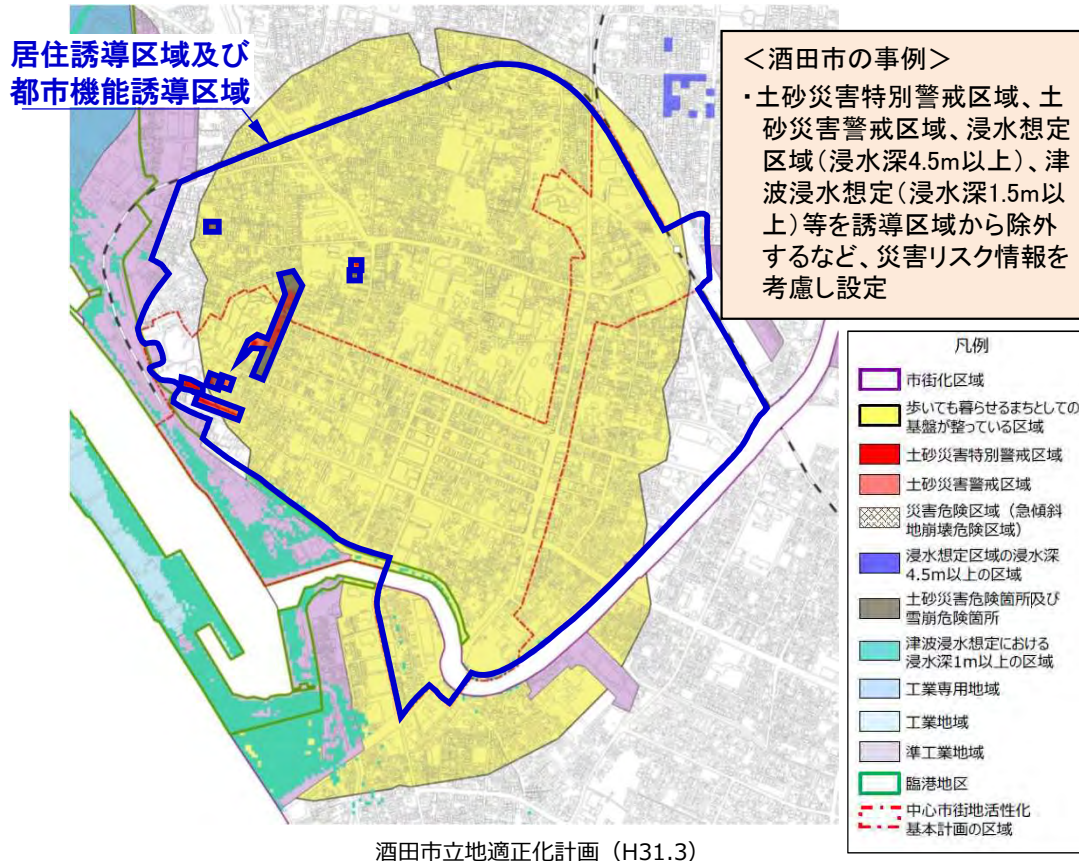 居住誘導区域及び
都市機能誘導区域
＜酒田市の事例＞
・土砂災害特別警戒区域、土
砂災害警戒区域、浸水想定
区域(浸水深4.5m以上)、津
波浸水想定(浸水深1.5m以
上)等を誘導区域から除外
するなど、災害リスク情報を
考慮し設定
凡例
市街化区域
歩いても暮らせるまちとしての
基盤が整っている区域
土砂災害特別警戒区域
土砂災害警戒区域
災害危険区域（急傾斜
地崩壊危険区域）
浸水想定区域の浸水深
4.5m以上の区域
土砂災害危険箇所及び
雪崩危険箇所
津波浸水想定における
浸水深1m以上の区域
工業専用地域
工業地域
準工業地域
臨港地区
中心市街地活性化
基本計画の区域
酒田市立地適正化計画（H31.3）